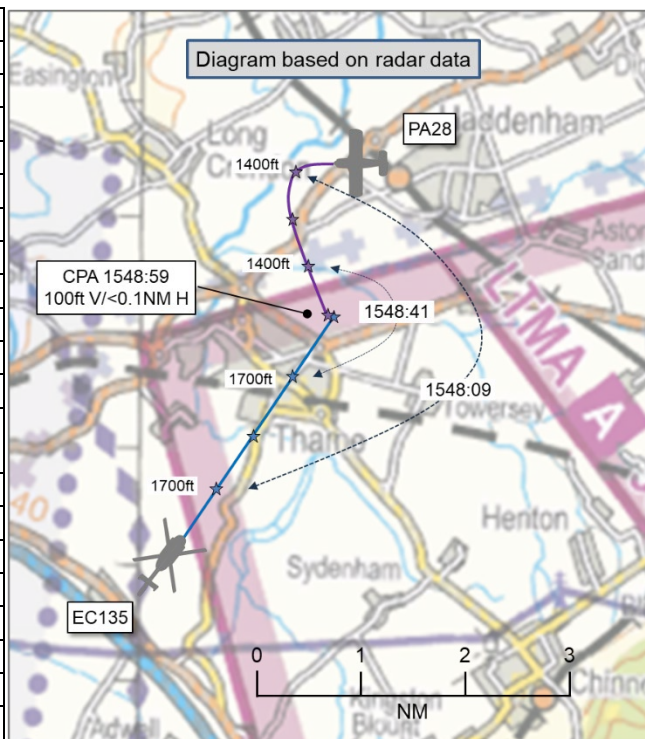 Diagram based on radar data
Easington
PA28
Haddenham
Long
1400ft
Aston
Sand
1400ft
CPA 1548:59
100ft V/<0.1NM H
1548:41
LTMA
A
1700ft
1548:09
Towersey
Thame
1700ft
40
Henton
Sydenham
EC135
0 1 2 3
NM
Chinne
Kingston
Blount
Adwell